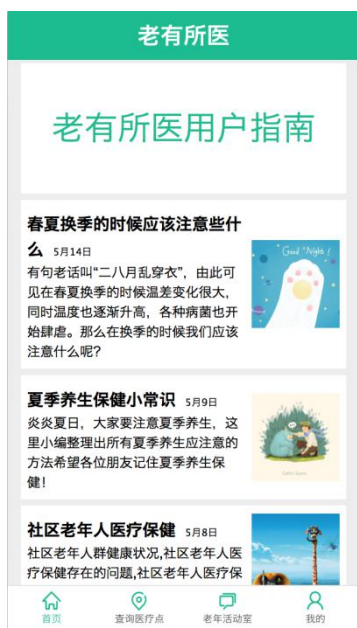 老有所医
老有所医用户指南
春夏换季的时候应该注意些什
么 5月14日
有句老话叫“二八月乱穿衣”，由此可
见在春夏换季的时候温差变化很大，
同时温度也逐渐升高，各种病菌也开
始肆虐。那么在换季的时候我们应该
注意什么呢？
Good Night !
夏季养生保健小常识 5月9日
炎炎夏日，大家要注意夏季养生，这
里小编整理出所有夏季养生应注意的
方法希望各位朋友记住夏季养生保
健！
社区老年人医疗保健 5月8日
社区老年人群健康状况,社区老年人医
疗保健存在的问题,社区老年人医疗保
首页 查询医疗点 老年活动室 我的